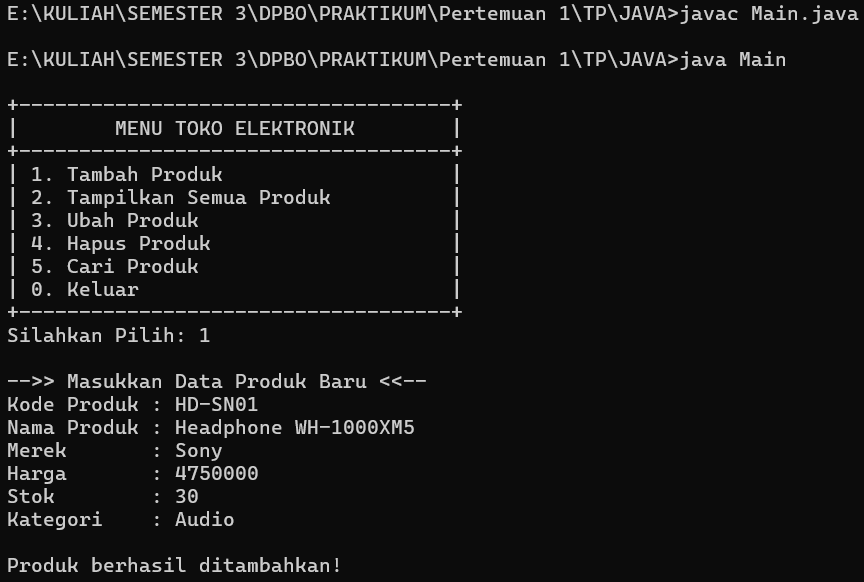 E:\KULIAH\SEMESTER 3\DPBO\PRAKTIKUM\Pertemuan 1\TP\JAVA>javac Main.java
E:\KULIAH\SEMESTER 3\DPBO\PRAKTIKUM\Pertemuan 1\TP\JAVA>java Main
+------------------------------------+
|        MENU TOKO ELEKTRONIK        |
+------------------------------------+
| 1. Tambah Produk                   |
| 2. Tampilkan Semua Produk          |
| 3. Ubah Produk                     |
| 4. Hapus Produk                    |
| 5. Cari Produk                     |
| 0. Keluar                          |
+------------------------------------+
Silahkan Pilih: 1
-->> Masukkan Data Produk Baru <<--
Kode Produk : HD-SN01
Nama Produk : Headphone WH-1000XM5
Merek       : Sony
Harga       : 4750000
Stok        : 30
Kategori    : Audio
Produk berhasil ditambahkan!